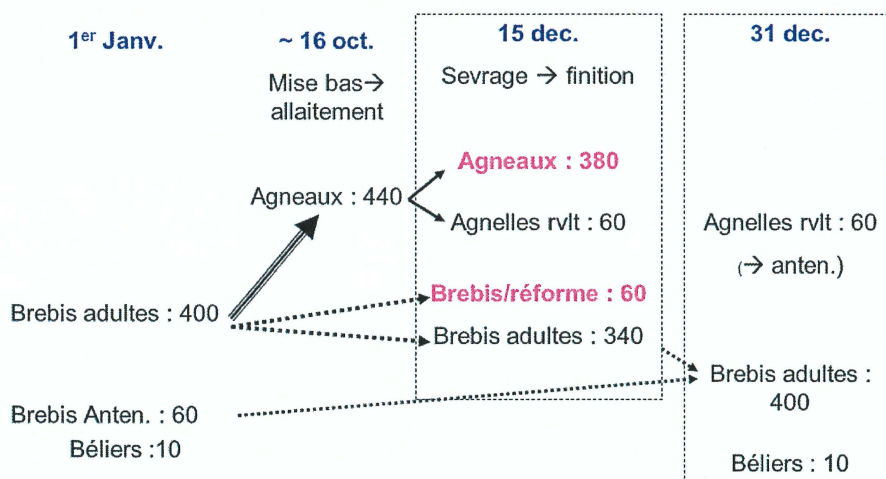 1er Janv.
~ 16 oct.
15 dec.
31 dec.
Mise bas→
allaitement
Sevrage → finition
Agneaux : 440
Agneaux : 380
Agnelles rvlt : 60
Agnelles rvlt : 60
(→ anten.)
Brebis adultes : 400
Brebis/réforme : 60
Brebis adultes : 340
Brebis adultes :
400
Brebis Anten. : 60
Béliers :10
Béliers : 10